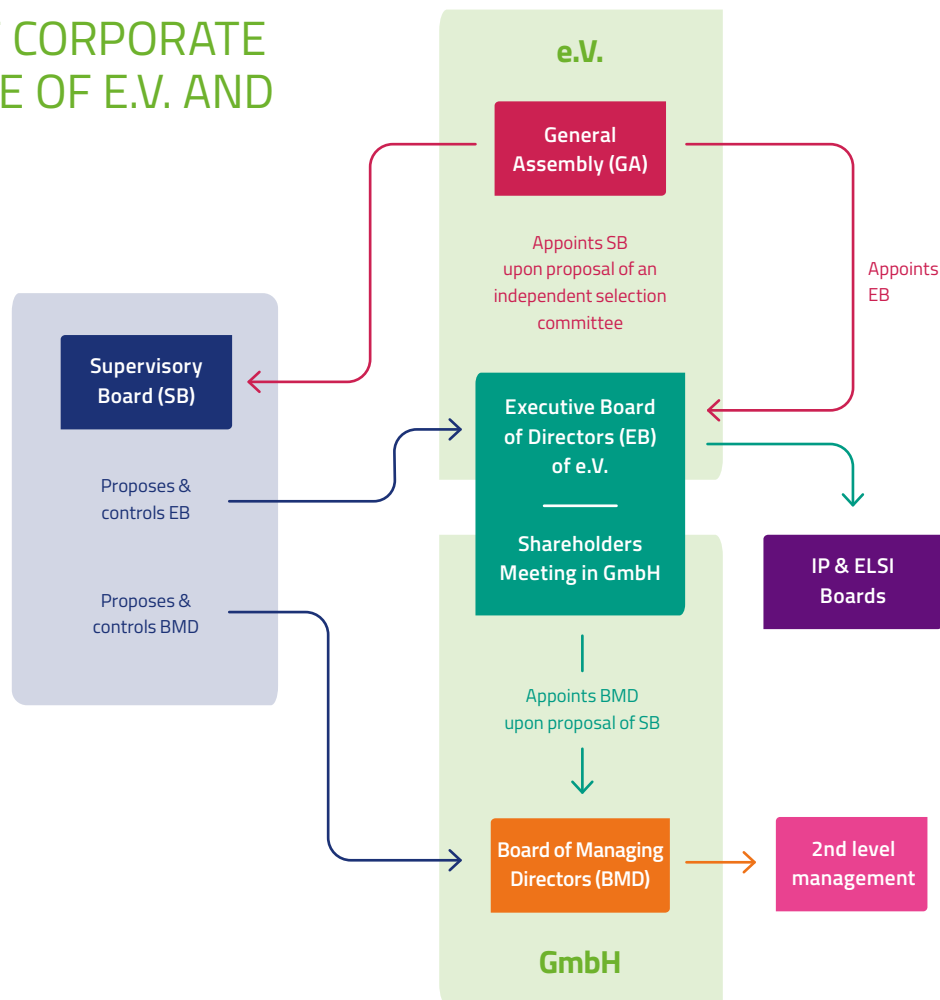 CORPORATE
E OF E.V. AND
e.V.
General
Assembly (GA)
Appoints SB
upon proposal of an
independent selection
committee
Appoints
EB
Supervisory
Board (SB)
Proposes &
controls EB
Proposes &
controls BMD
Executive Board
of Directors (EB)
of e.V.
Shareholders
Meeting in GmbH
IP & ELSI
Boards
Appoints BMD
upon proposal of SB
Board of Managing
Directors (BMD)
2nd level
management
GmbH